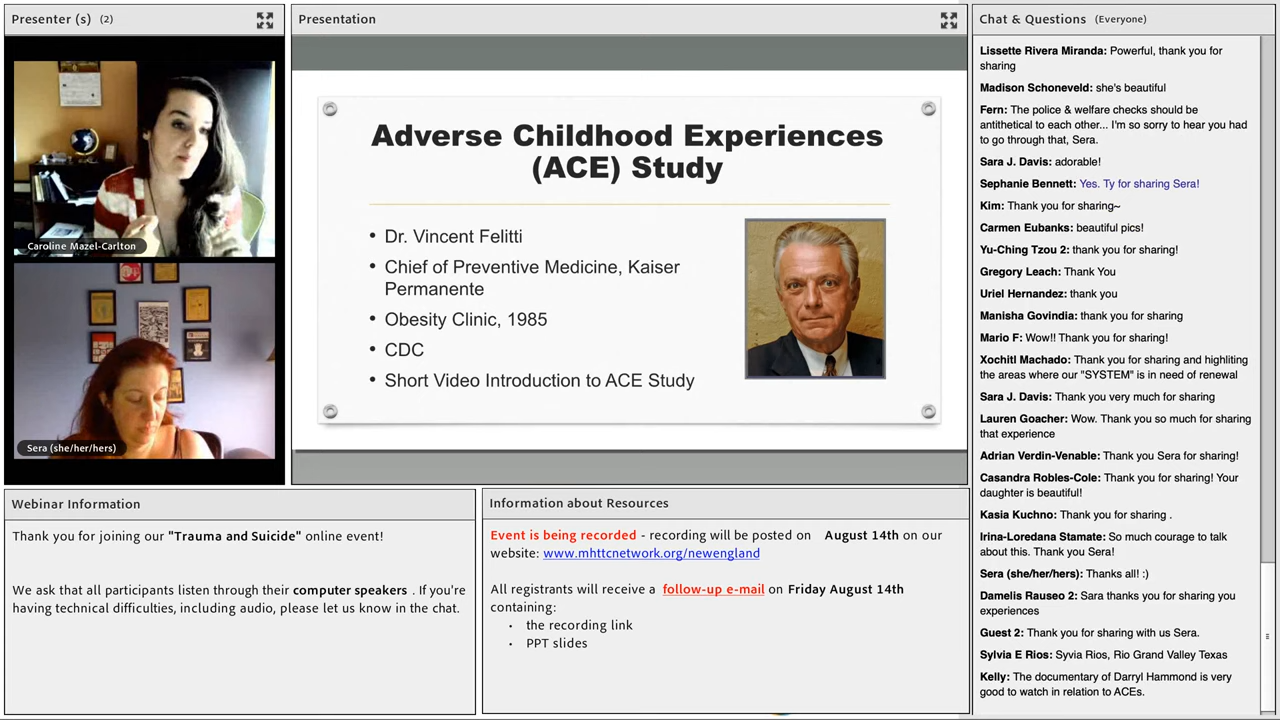 Presenter (s) (2)
Caroline Mazel-Carlton
Sera (she/her/hers)
Presentation
Adverse Childhood Experiences
(ACE) Study
• Dr. Vincent Felitti
• Chief of Preventive Medicine, Kaiser
Permanente
• Obesity Clinic, 1985
• CDC
• Short Video Introduction to ACE Study
Webinar Information
Thank you for joining our "Trauma and Suicide" online event!
We ask that all participants listen through their computer speakers . If you're
having technical difficulties, including audio, please let us know in the chat.
Information about Resources
Event is being recorded - recording will be posted on August 14th on our
website: www.mhttcnetwork.org/newengland
All registrants will receive a follow-up e-mail on Friday August 14th
containing:
• the recording link
• PPT slides
Chat & Questions (Everyone)
Lissette Rivera Miranda: Powerful, thank you for
sharing
Madison Schoneveld: she's beautiful
Fern: The police & welfare checks should be
antithetical to each other... I'm so sorry to hear you had
to go through that, Sera.
Sara J. Davis: adorable!
Sephanie Bennett: Yes. Ty for sharing Sera!
Kim: Thank you for sharing~
Carmen Eubanks: beautiful pics!
Yu-Ching Tzou 2: thank you for sharing!
Gregory Leach: Thank You
Uriel Hernandez: thank you
Manisha Govindia: thank you for sharing
Mario F: Wow!! Thank you for sharing!
Xochitl Machado: Thank you for sharing and highliting
the areas where our "SYSTEM" is in need of renewal
Sara J. Davis: Thank you very much for sharing
Lauren Goacher: Wow. Thank you so much for sharing
that experience
Adrian Verdin-Venable: Thank you Sera for sharing!
Casandra Robles-Cole: Thank you for sharing! Your
daughter is beautiful!
Kasia Kuchno: Thank you for sharing .
Irina-Loredana Stamate: So much courage to talk
about this. Thank you Sera!
Sera (she/her/hers): Thanks all! :)
Damelis Rauseo 2: Sara thanks you for sharing you
experiences
Guest 2: Thank you for sharing with us Sera.
Sylvia E Rios: Syvia Rios, Rio Grand Valley Texas
Kelly: The documentary of Darryl Hammond is very
good to watch in relation to ACEs.